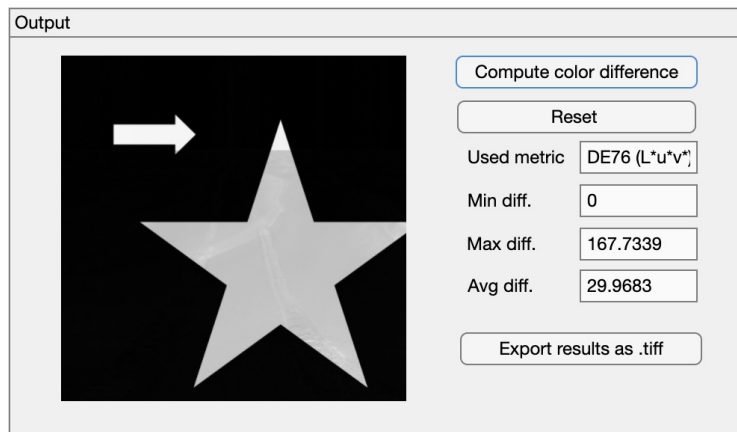 Output
Compute color difference
Reset
Used metric DE76 (L*u*v*)
Min diff. 0
Max diff. 167.7339
Avg diff. 29.9683
Export results as .tiff